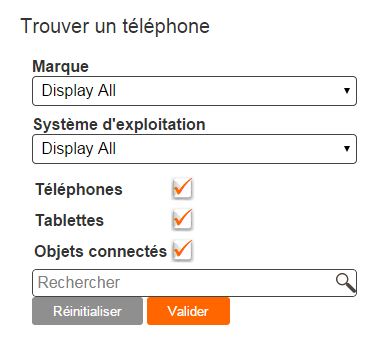 Trouver un téléphone
Marque
Display All
Système d'exploitation
Display All
Téléphones
Tablettes
Objets connectés
Rechercher
Réinitialiser Valider